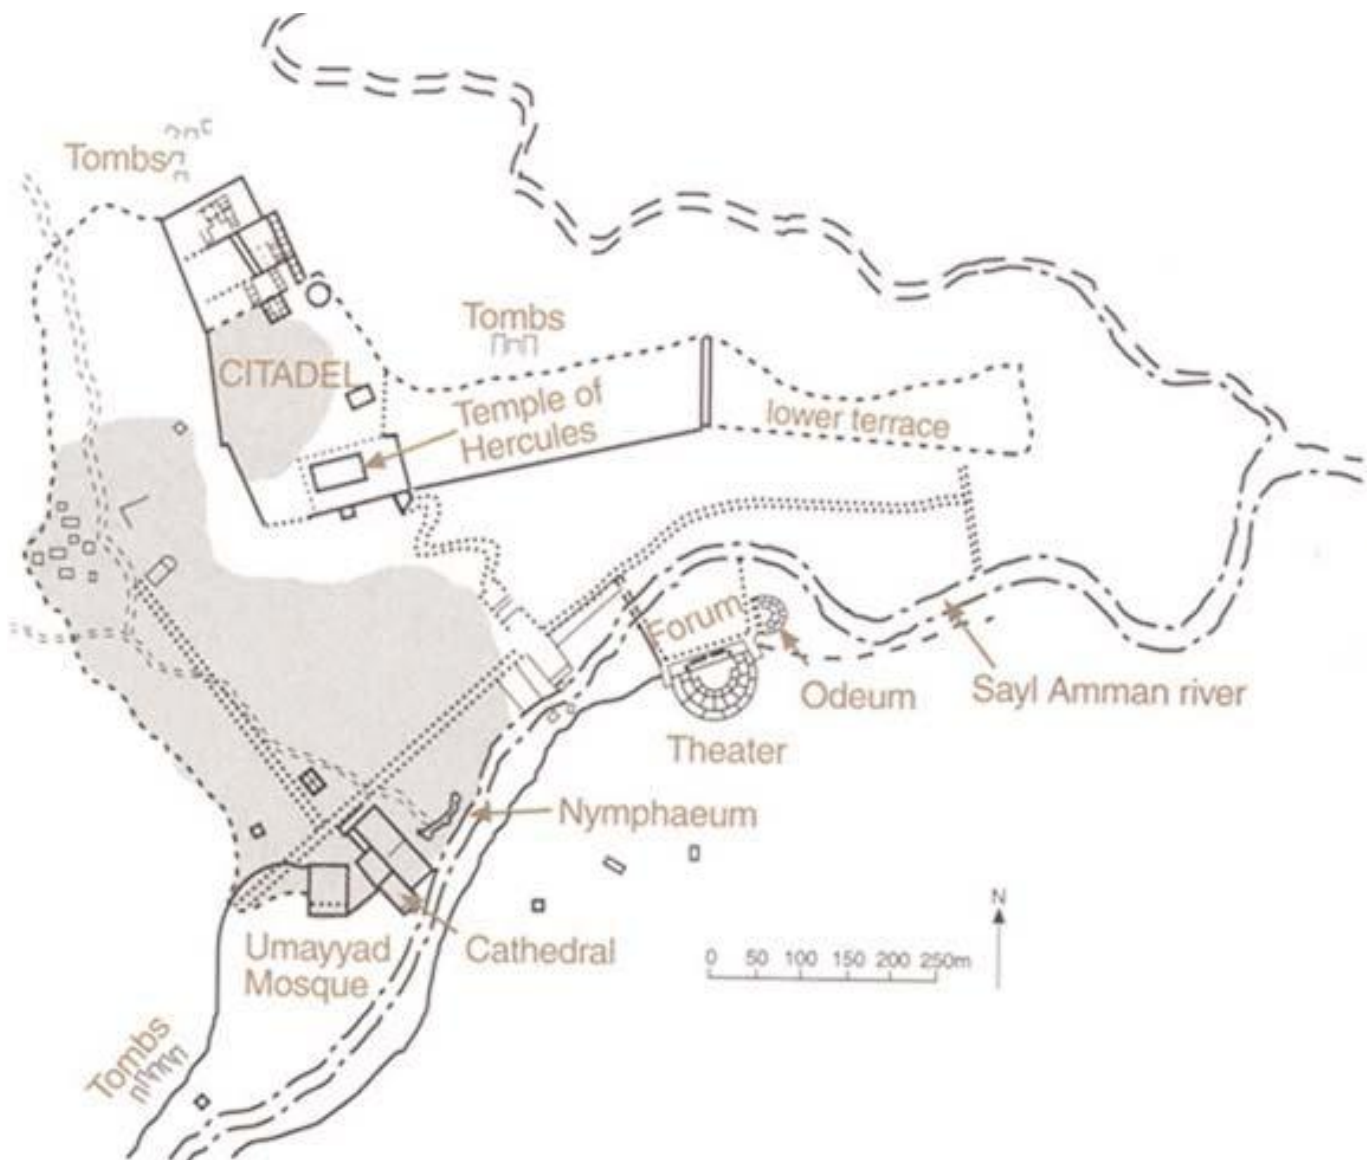 Tombs
Tombs
CITADEL
Temple of
Hercules
lower terrace
Forum
Odeum
Sayl Amman river
Theater
Nymphaeum
Umayyad
Mosque
Cathedral
N
0 50 100 150 200 250m
Tombs